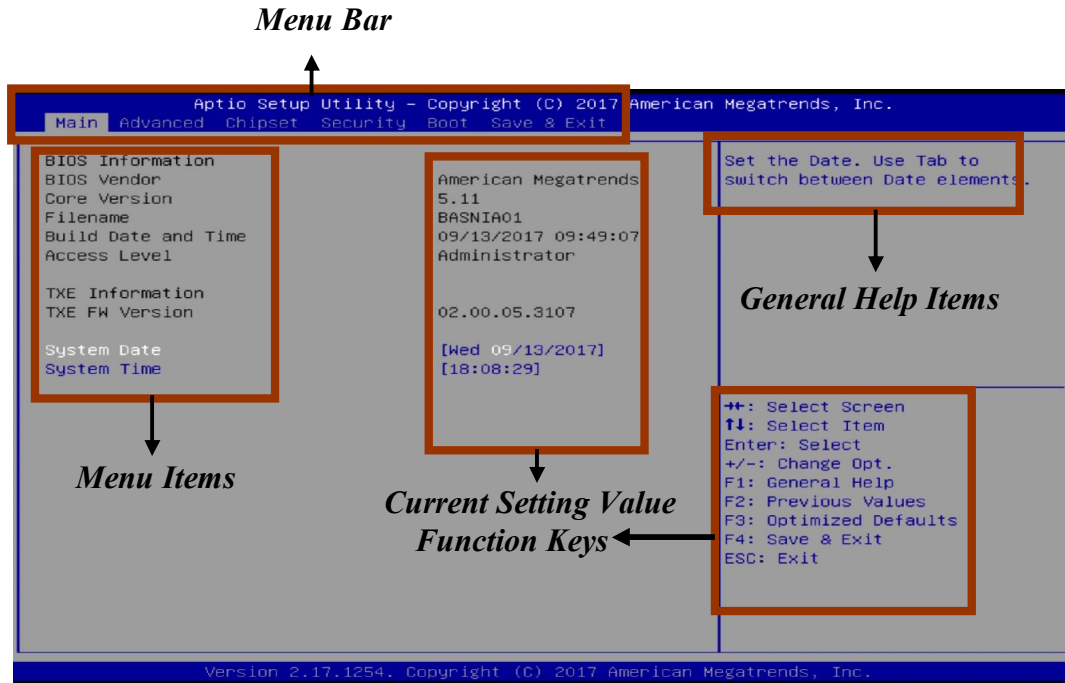 Menu Bar
Aptio Setup Utility – Copyright (C) 2017 American Megatrends, Inc.
Main Advanced Chipset Security Boot Save & Exit
BIOS Information
BIOS Vendor American Megatrends
Core Version 5.11
Filename BASNIA01
Build Date and Time 09/13/2017 09:49:07
Access Level Administrator
TXE Information
TXE FW Version 02.00.05.3107
System Date [Wed 09/13/2017]
System Time [18:08:29]
Set the Date. Use Tab to
switch between Date elements.
General Help Items
→←: Select Screen
↑↓: Select Item
Enter: Select
+/-: Change Opt.
F1: General Help
F2: Previous Values
F3: Optimized Defaults
F4: Save & Exit
ESC: Exit
Menu Items
Current Setting Value
Function Keys
Version 2.17.1254. Copyright (C) 2017 American Megatrends, Inc.